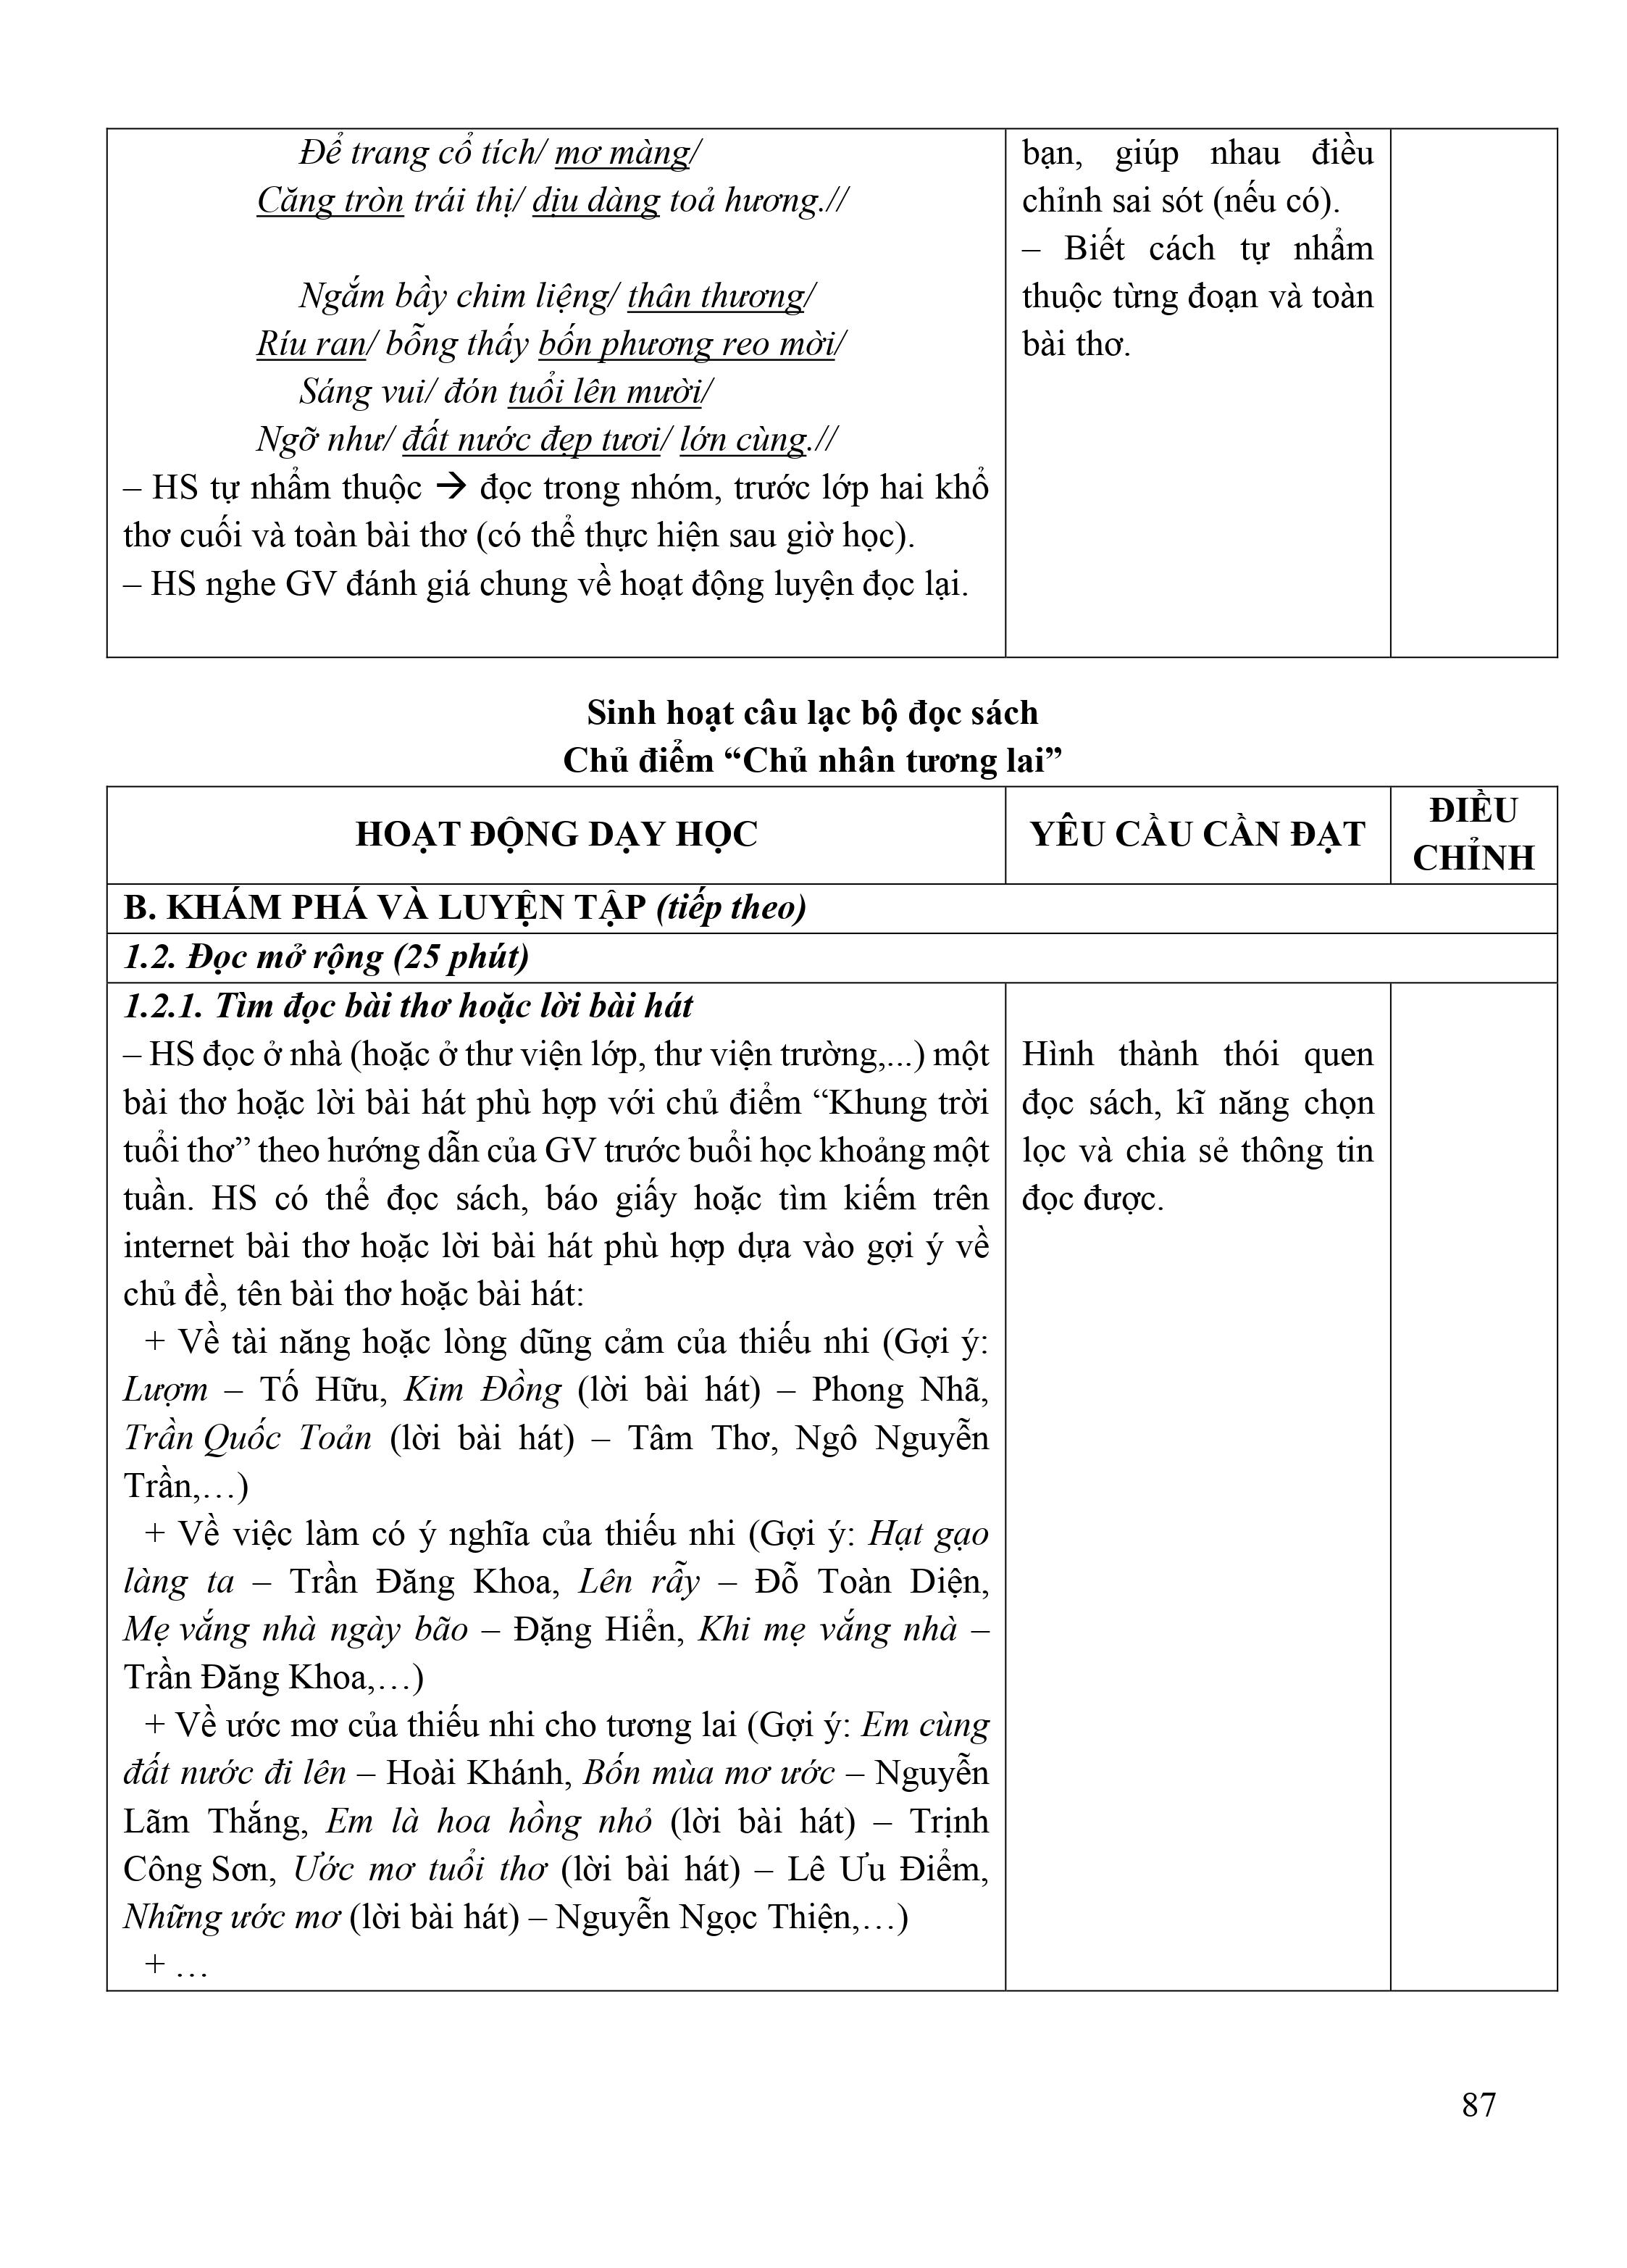 Để trang cổ tích/ mơ màng/
Căng tròn trái thị/ dịu dàng toả hương.//
Ngắm bầy chim liệng/ thân thương/
Ríu ran/ bỗng thấy bốn phương reo mời/
Sáng vui/ đón tuổi lên mười/
Ngỡ như/ đất nước đẹp tươi/ lớn cùng.//
– HS tự nhẩm thuộc → đọc trong nhóm, trước lớp hai khổ
thơ cuối và toàn bài thơ (có thể thực hiện sau giờ học).
– HS nghe GV đánh giá chung về hoạt động luyện đọc lại.
bạn, giúp nhau điều
chỉnh sai sót (nếu có).
– Biết cách tự nhẩm
thuộc từng đoạn và toàn
bài thơ.
Sinh hoạt câu lạc bộ đọc sách
Chủ điểm “Chủ nhân tương lai”
HOẠT ĐỘNG DẠY HỌC
YÊU CẦU CẦN ĐẠT
ĐIỀU
CHỈNH
B. KHÁM PHÁ VÀ LUYỆN TẬP (tiếp theo)
1.2. Đọc mở rộng (25 phút)
1.2.1. Tìm đọc bài thơ hoặc lời bài hát
– HS đọc ở nhà (hoặc ở thư viện lớp, thư viện trường,...) một
bài thơ hoặc lời bài hát phù hợp với chủ điểm “Khung trời
tuổi thơ” theo hướng dẫn của GV trước buổi học khoảng một
tuần. HS có thể đọc sách, báo giấy hoặc tìm kiếm trên
internet bài thơ hoặc lời bài hát phù hợp dựa vào gợi ý về
chủ đề, tên bài thơ hoặc bài hát:
+ Về tài năng hoặc lòng dũng cảm của thiếu nhi (Gợi ý:
Lượm – Tố Hữu, Kim Đồng (lời bài hát) – Phong Nhã,
Trần Quốc Toản (lời bài hát) – Tâm Thơ, Ngô Nguyễn
Trần,…)
+ Về việc làm có ý nghĩa của thiếu nhi (Gợi ý: Hạt gạo
làng ta – Trần Đăng Khoa, Lên rẫy – Đỗ Toàn Diện,
Mẹ vắng nhà ngày bão – Đặng Hiển, Khi mẹ vắng nhà –
Trần Đăng Khoa,…)
+ Về ước mơ của thiếu nhi cho tương lai (Gợi ý: Em cùng
đất nước đi lên – Hoài Khánh, Bốn mùa mơ ước – Nguyễn
Lãm Thắng, Em là hoa hồng nhỏ (lời bài hát) – Trịnh
Công Sơn, Ước mơ tuổi thơ (lời bài hát) – Lê Ưu Điểm,
Những ước mơ (lời bài hát) – Nguyễn Ngọc Thiện,…)
+ …
Hình thành thói quen
đọc sách, kĩ năng chọn
lọc và chia sẻ thông tin
đọc được.
87